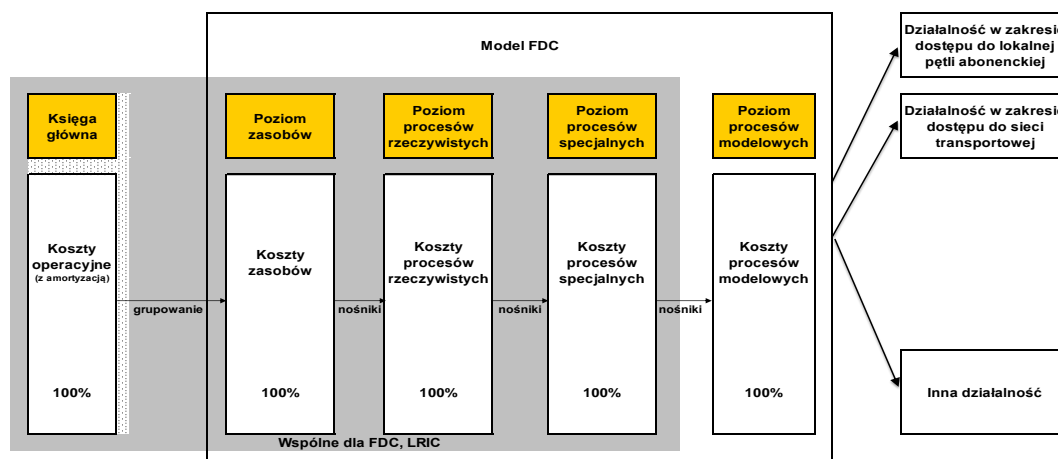 Model FDC
Księga
główna
Poziom
zasobów
Poziom
procesów
rzeczywistych
Poziom
procesów
specjalnych
Poziom
procesów
modelowych
Koszty
operacyjne
(z amortyzacją)
100%
grupowanie
Koszty
zasobów
100%
nośniki
Koszty
procesów
rzeczywistych
100%
nośniki
Koszty
procesów
specjalnych
100%
nośniki
Koszty
procesów
modelowych
100%
Wspólne dla FDC, LRIC
Działalność w zakresie
dostępu do lokalnej
pętli abonenckiej
Działalność w zakresie
dostępu do sieci
transportowej
Inna działalność